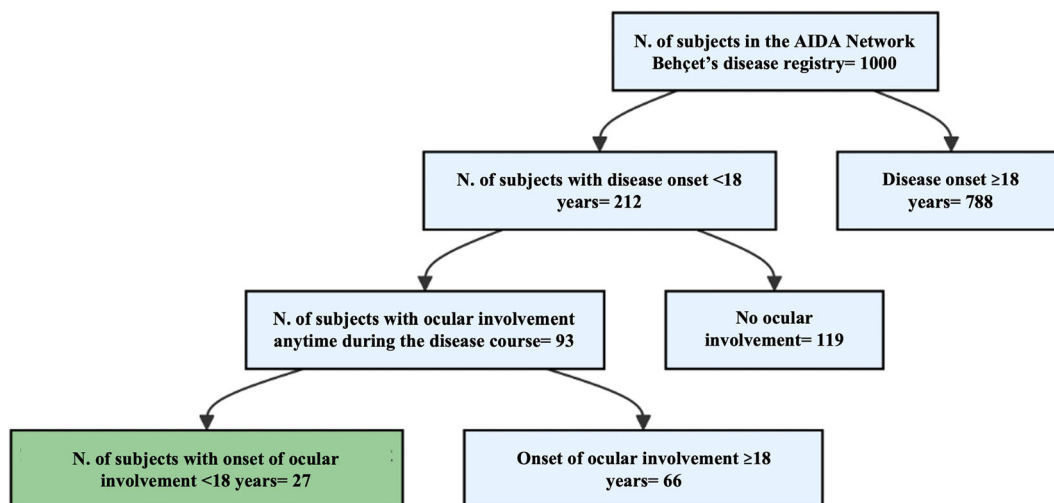 N. of subjects in the AIDA Network
Behçet's disease registry= 1000
N. of subjects with disease onset <18
years= 212
Disease onset ≥18
years= 788
N. of subjects with ocular involvement
anytime during the disease course= 93
No ocular
involvement= 119
N. of subjects with onset of ocular
involvement <18 years= 27
Onset of ocular involvement ≥18
years= 66